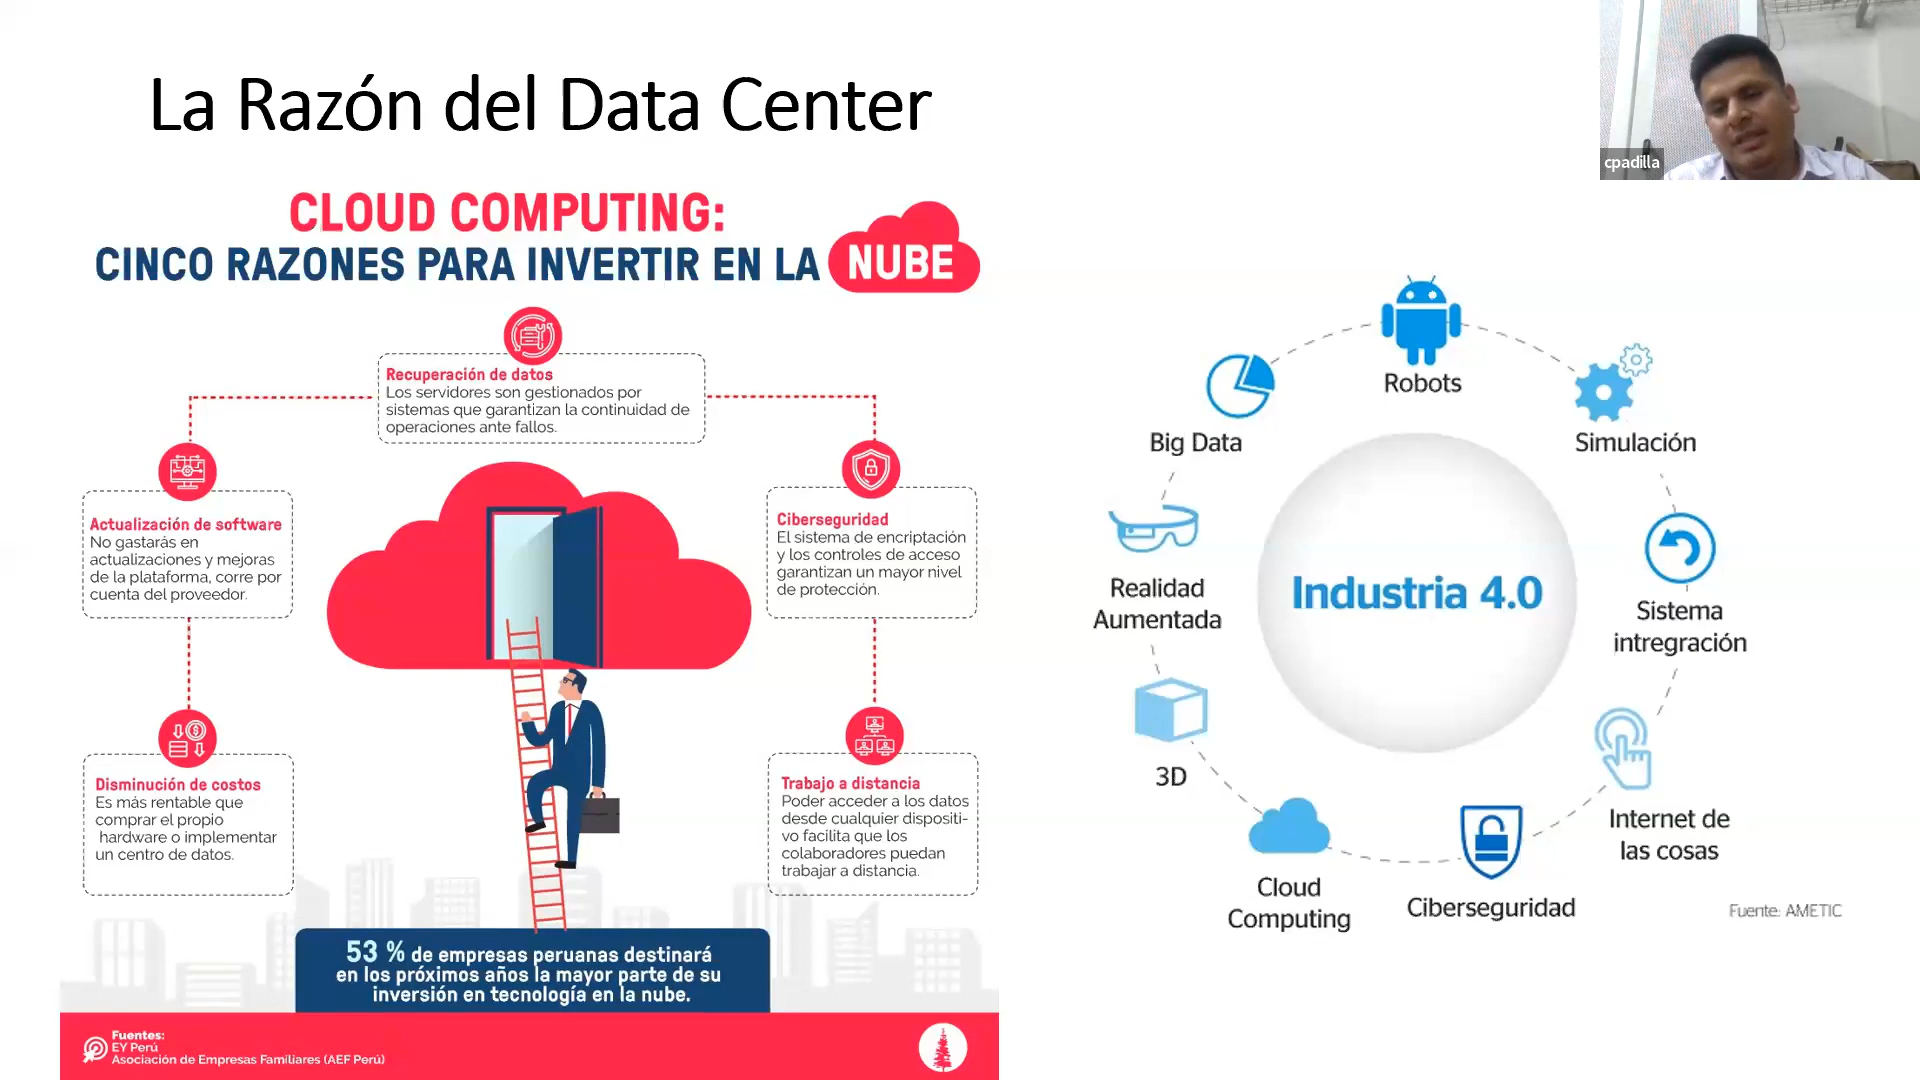 La Razón del Data Center
cpadilla
CLOUD COMPUTING:
CINCO RAZONES PARA INVERTIR EN LA NUBE
Recuperación de datos
Los servidores son gestionados por
sistemas que garantizan la continuidad de
operaciones ante fallos.
Actualización de software
No gastarás en
actualizaciones y mejoras
de la plataforma, corre por
cuenta del proveedor.
Ciberseguridad
El sistema de encriptación
y los controles de acceso
garantizan un mayor nivel
de protección.
Disminución de costos
Es más rentable que
comprar el propio
hardware o implementar
un centro de datos.
Trabajo a distancia
Poder acceder a los datos
desde cualquier dispositi-
vo facilita que los
colaboradores puedan
trabajar a distancia.
53 % de empresas peruanas destinará
en los próximos años la mayor parte de su
inversión en tecnología en la nube.
Fuentes:
EY Perú
Asociación de Empresas Familiares (AEF Perú)
Industria 4.0
Robots
Simulación
Sistema
intregración
Internet de
las cosas
Ciberseguridad
Cloud
Computing
3D
Realidad
Aumentada
Big Data
Fuente: AMETIC